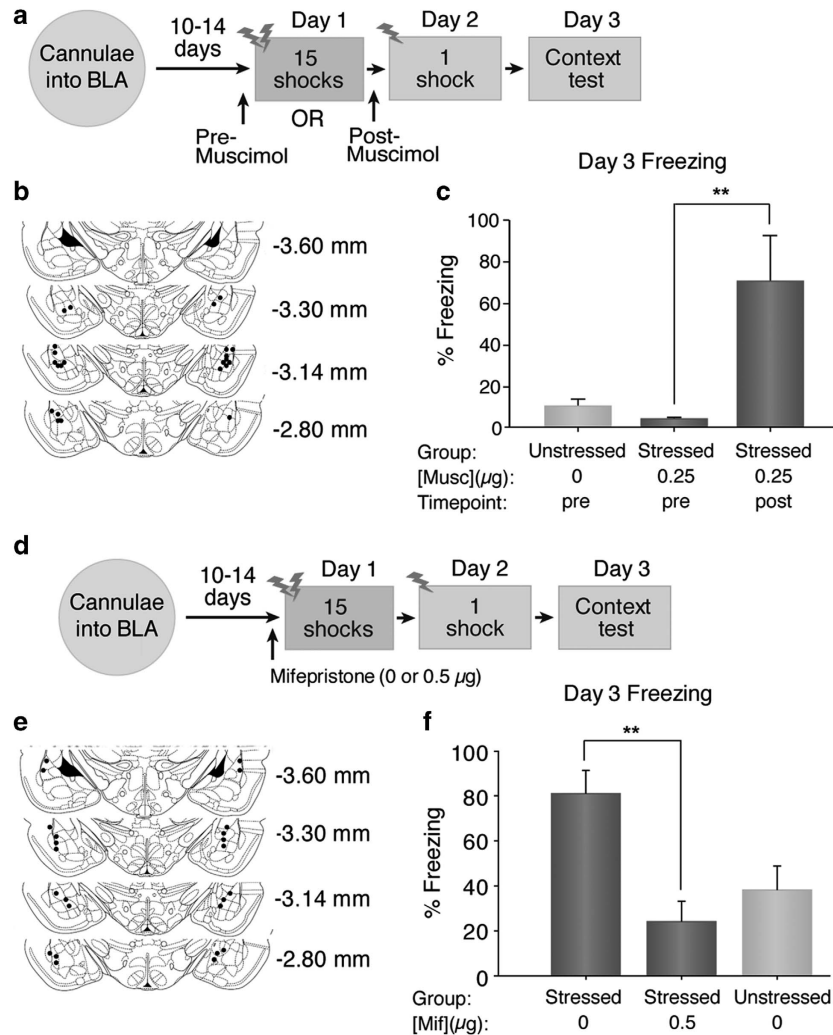 a
Cannulae
into BLA
10-14
days
Day 1
15
shocks
OR
Pre-
Muscimol
Post-
Muscimol
Day 2
1
shock
Day 3
Context
test
b
-3.60 mm
-3.30 mm
-3.14 mm
-2.80 mm
c
Day 3 Freezing
**
% Freezing
100
80
60
40
20
0
Group: Unstressed Stressed Stressed
[Musc](µg): 0 0.25 0.25
Timepoint: pre pre post
d
Cannulae
into BLA
10-14
days
Day 1
15
shocks
Mifepristone (0 or 0.5 µg)
Day 2
1
shock
Day 3
Context
test
e
-3.60 mm
-3.30 mm
-3.14 mm
-2.80 mm
f
Day 3 Freezing
**
% Freezing
100
80
60
40
20
0
Group: Stressed Stressed Unstressed
[Mif](µg): 0 0.5 0